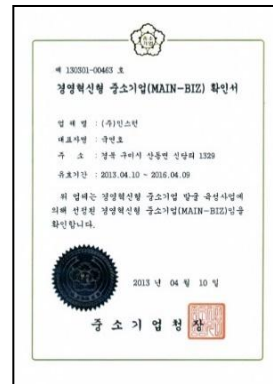 제 130301-00463 호
경영혁신형 중소기업(MAIN-BIZ) 확인서
업 체 명 : (주)인스턴
대표자명 : 국연호
주 소 : 경북 구미시 산동면 신당리 1329
유효기간 : 2013.04.10 ~ 2016.04.09
위 업체는 경영혁신형 중소기업 발굴 육성사업에
의해 선정된 경영혁신형 중소기업(MAIN-BIZ)임을
확인합니다.
2013 년 04 월 10 일
중 소 기 업 청 장